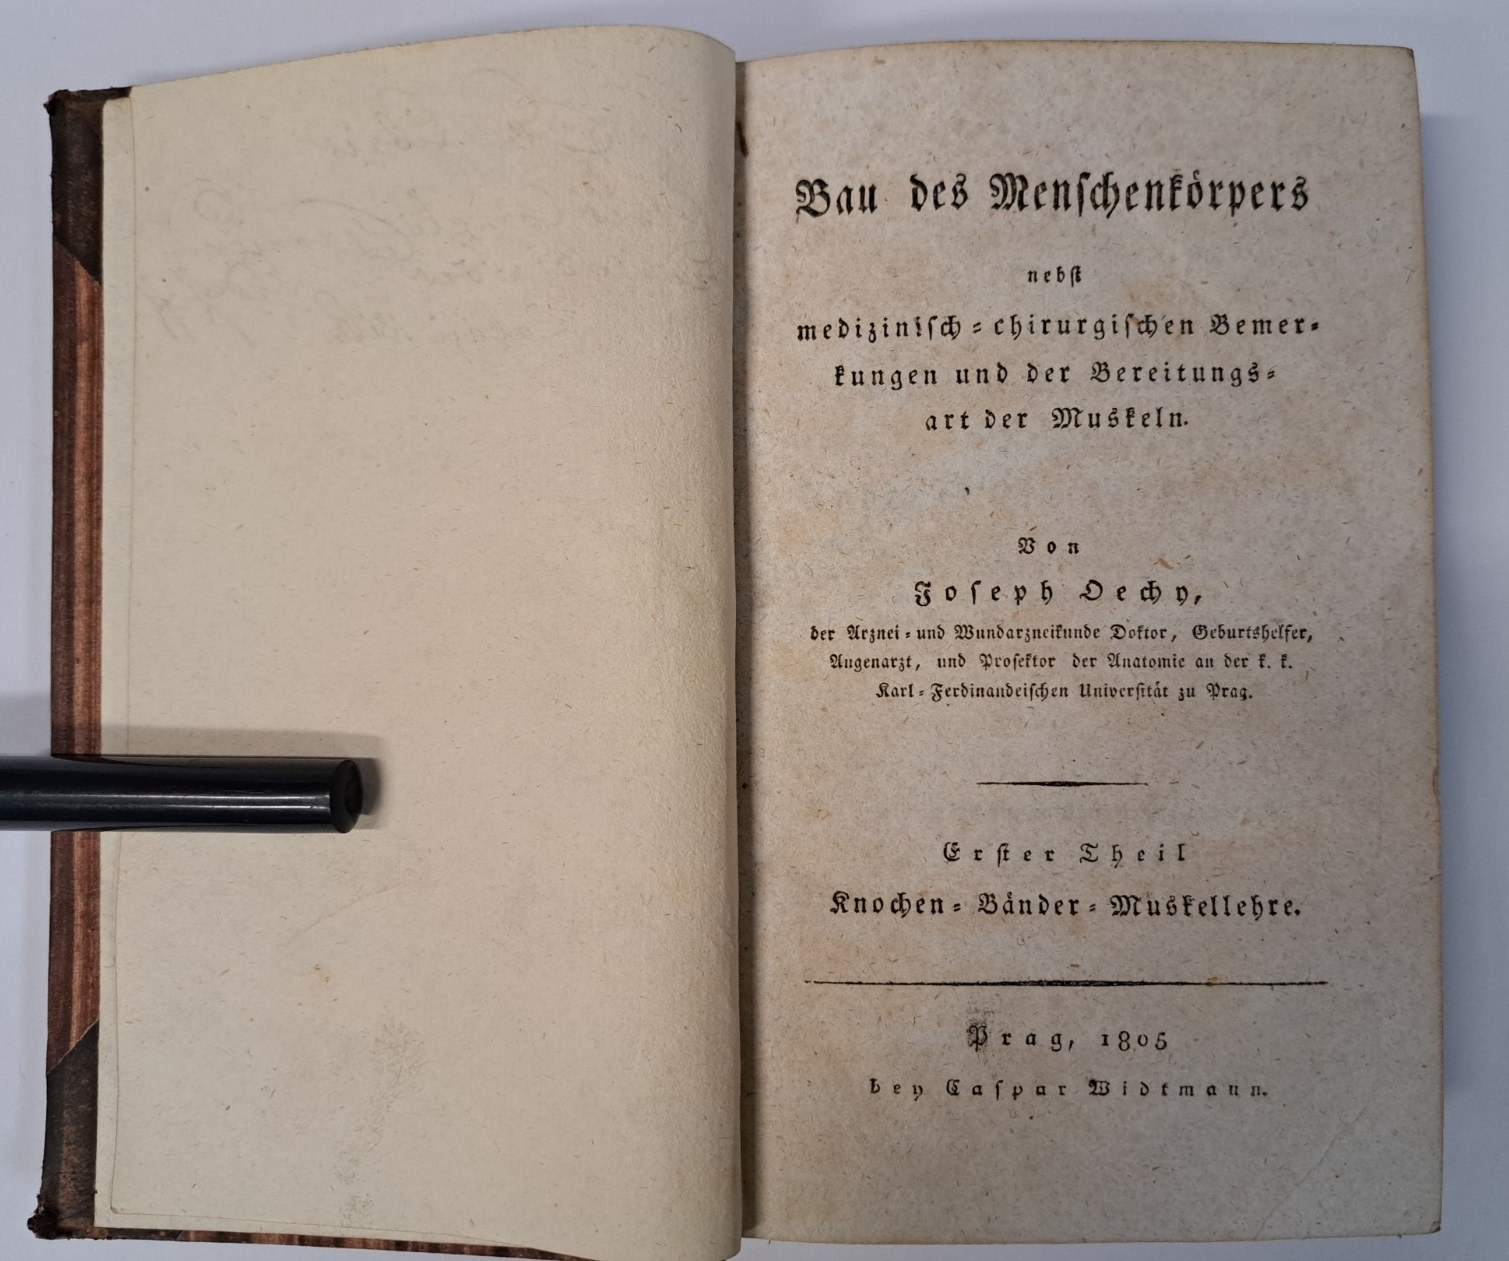 Bau des Menſchenkörpers
nebſt
mediziniſch-chirurgiſchen Bemer-
kungen und der Bereitungs-
art der Muskeln.
Von
Joſeph Oechy,
der Arznei-und Wundarzneikunde Doktor, Geburtshelfer,
Augenarzt, und Proſektor der Anatomie an der k. k.
Karl-Ferdinandeiſchen Univerſität zu Prag.
Erſter Theil
Knochen-Bänder-Muskellehre.
Prag, 1805
bey Caſpar Widtmann.